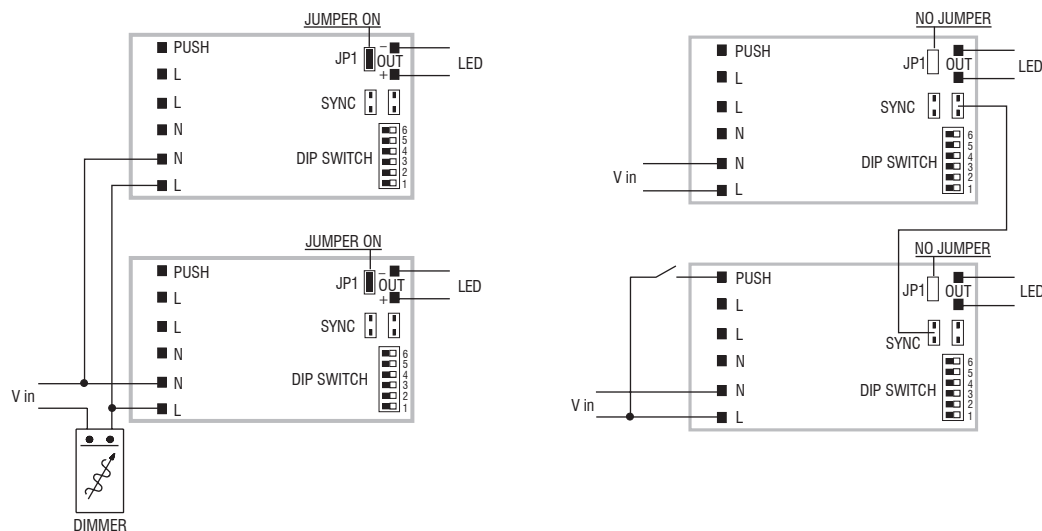 JUMPER ON
PUSH
JP1
–
OUT
+
LED
L
L
SYNC
N
N
DIP SWITCH
6
5
4
3
2
1
L
JUMPER ON
PUSH
JP1
–
OUT
+
LED
L
L
SYNC
N
N
DIP SWITCH
6
5
4
3
2
1
L
V in
DIMMER
NO JUMPER
PUSH
JP1
OUT
LED
L
L
SYNC
N
N
DIP SWITCH
6
5
4
3
2
1
V in
L
NO JUMPER
PUSH
JP1
OUT
LED
L
L
SYNC
N
N
DIP SWITCH
6
5
4
3
2
1
V in
L